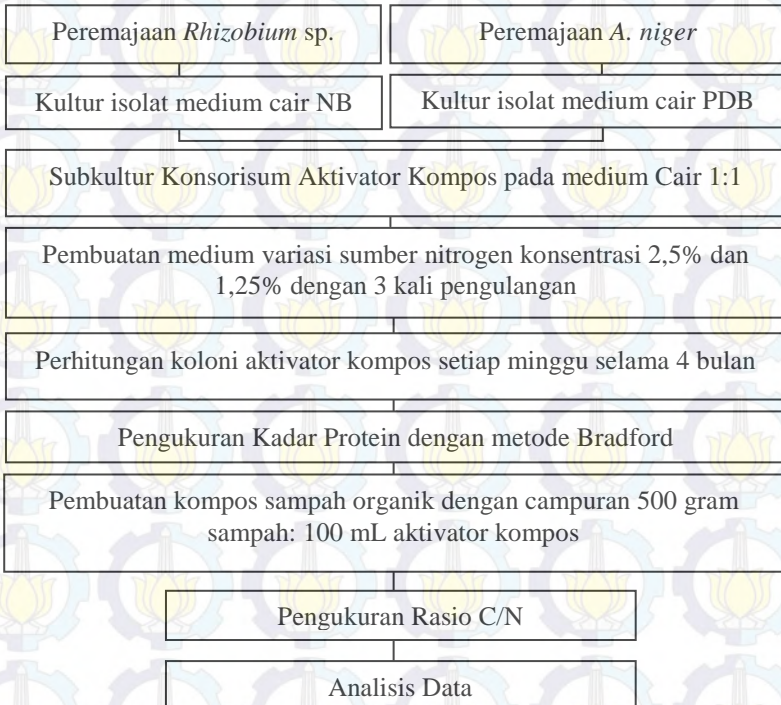 Peremajaan Rhizobium sp.
Peremajaan A. niger
Kultur isolat medium cair NB
Kultur isolat medium cair PDB
Subkultur Konsorisum Aktivator Kompos pada medium Cair 1:1
Pembuatan medium variasi sumber nitrogen konsentrasi 2,5% dan
1,25% dengan 3 kali pengulangan
Perhitungan koloni aktivator kompos setiap minggu selama 4 bulan
Pengukuran Kadar Protein dengan metode Bradford
Pembuatan kompos sampah organik dengan campuran 500 gram
sampah: 100 mL aktivator kompos
Pengukuran Rasio C/N
Analisis Data